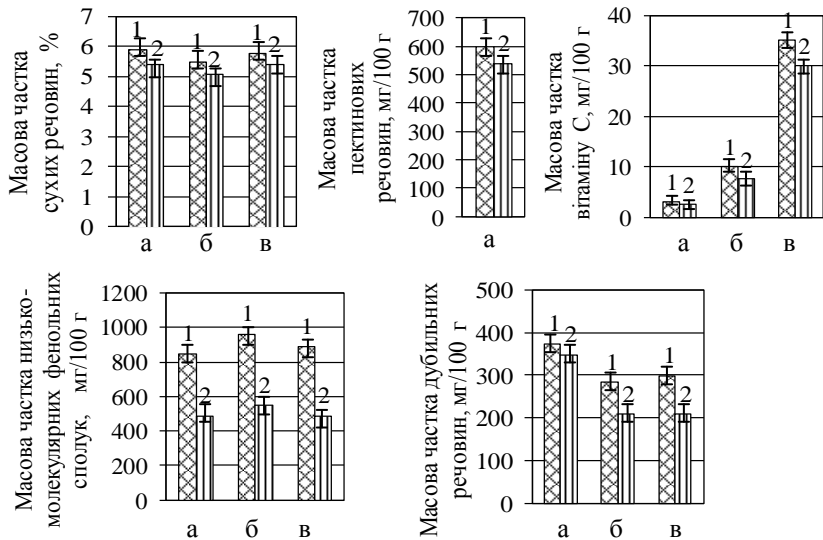 Масова частка
сухих речовин, %
7
6
5
4
3
2
1
0
1
2
1
2
1
2
а
б
в
Масова частка
пектинових
речовин, мг/100 г
700
600
500
400
300
200
100
0
1
2
а
Масова частка
вітаміну С, мг/100 г
40
30
20
10
0
1
2
1
2
1
2
а
б
в
Масова частка низько-
молекулярних фенольних
сполук, мг/100 г
1200
1000
800
600
400
200
0
1
2
1
2
1
2
а
б
в
Масова частка дубильних
речовин, мг/100 г
500
400
300
200
100
0
1
2
1
2
1
2
а
б
в